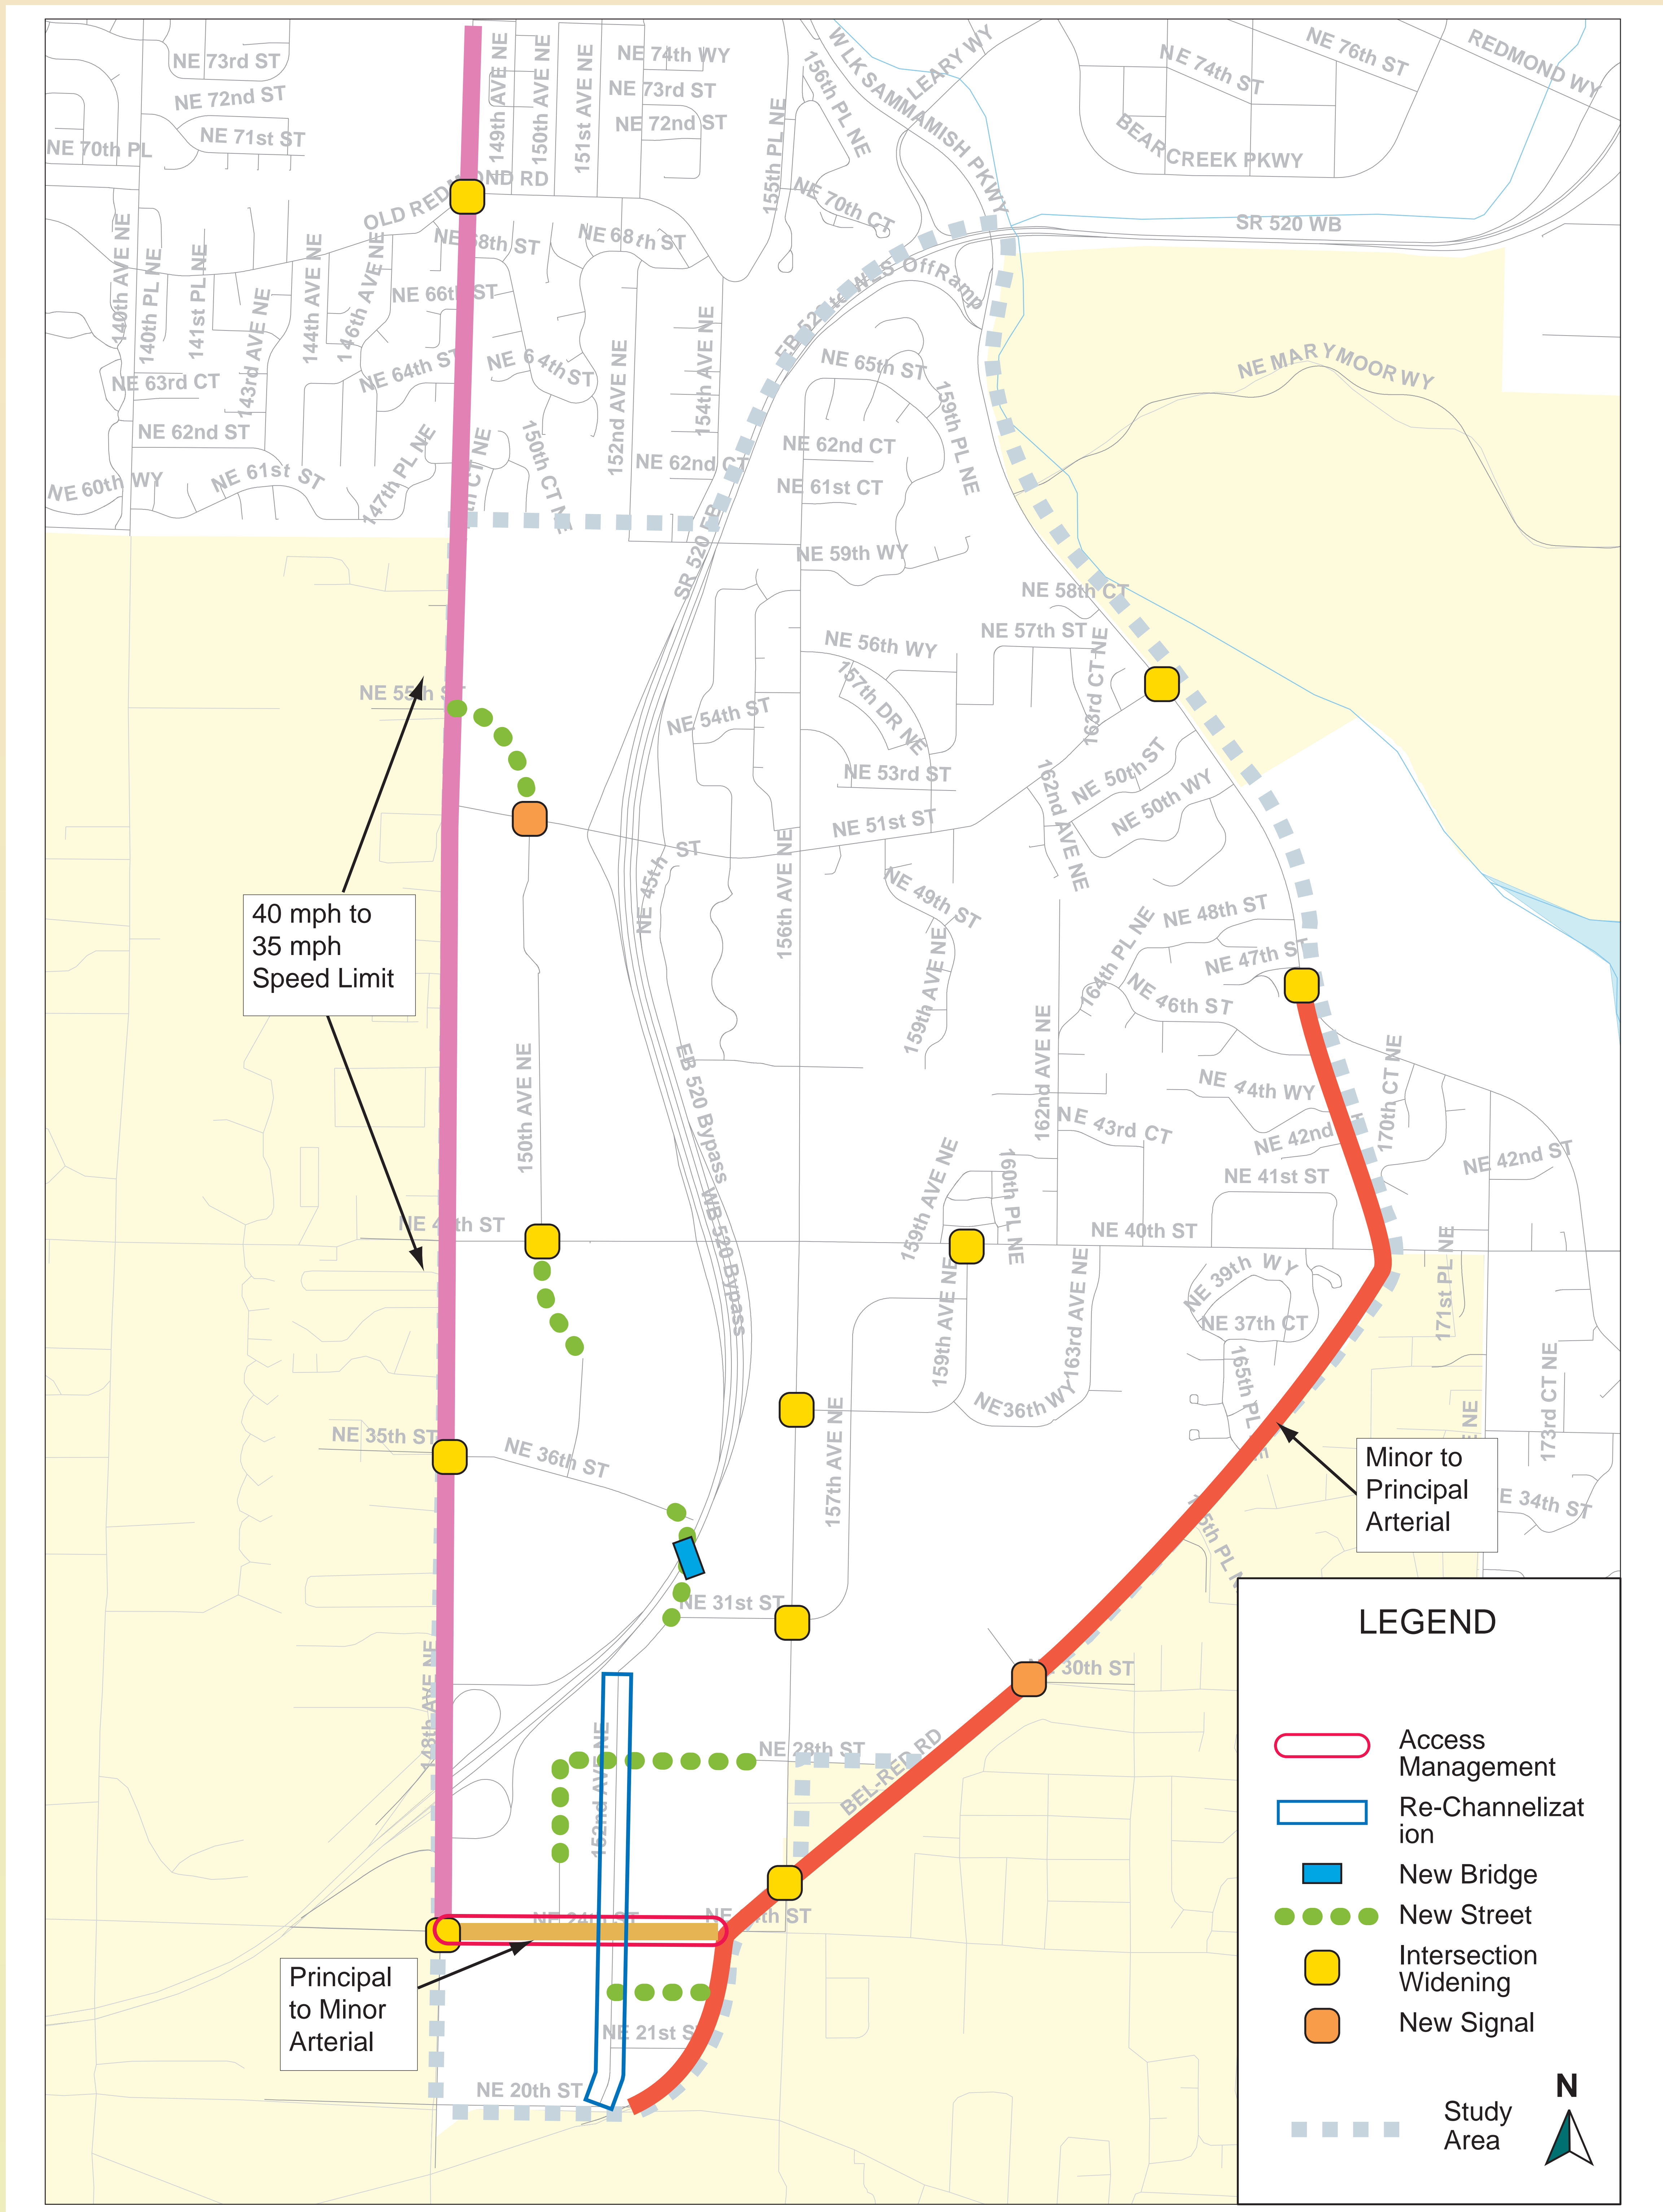 NE 73rd ST
NE 72nd ST
NE 71st ST
NE 70th PL
149th AVE NE
150th AVE NE
151st AVE NE
NE 74th WY
NE 73rd ST
NE 72nd ST
155th PL NE
156th PL NE
W LK SAMMAMISH PKWY
LEARY WY
NE 74th ST
NE 76th ST
REDMOND WY
BEAR CREEK PKWY
NE 70th CT
SR 520 WB
NE 68th ST
140th AVE NE
140th PL NE
141st PL NE
143rd AVE NE
144th AVE NE
146th AVE NE
NE 66th ST
NE 64th ST
NE 64th ST
NE 63rd CT
NE 62nd ST
NE 61st ST
NE 60th WY
147th PL NE
150th CT NE
152nd AVE NE
154th AVE NE
NE 62nd CT
NE 65th ST
159th PL NE
NE 62nd CT
NE 61st CT
NE 59th WY
SR 520 EB
NE MARYMOOR WY
NE 58th CT
NE 57th ST
NE 56th WY
157th DR NE
163rd CT NE
NE 54th ST
NE 53rd ST
NE 51st ST
162nd AVE NE
NE 50th ST
NE 50th WY
NE 45th ST
156th AVE NE
NE 49th ST
159th AVE NE
NE 48th ST
NE 47th ST
NE 46th ST
164th PL NE
40 mph to
35 mph
Speed Limit
150th AVE NE
EB 520 Bypass
WB 520 Bypass
162nd AVE NE
NE 44th WY
NE 43rd CT
NE 42nd
170th CT NE
NE 42nd ST
NE 41st ST
NE 40th ST
159th AVE NE
160th PL NE
159th AVE NE
163rd AVE NE
NE 39th WY
NE 37th CT
171st PL NE
173rd CT NE
NE 36th WY
157th AVE NE
NE 35th ST
NE 36th ST
NE 31st ST
Minor to
Principal
Arterial
148th AVE NE
152nd AVE NE
NE 28th ST
BEL-RED RD
Principal
to Minor
Arterial
NE 20th ST
LEGEND
Access
Management
Re-Channelizat
ion
New Bridge
New Street
Intersection
Widening
New Signal
N
Study
Area